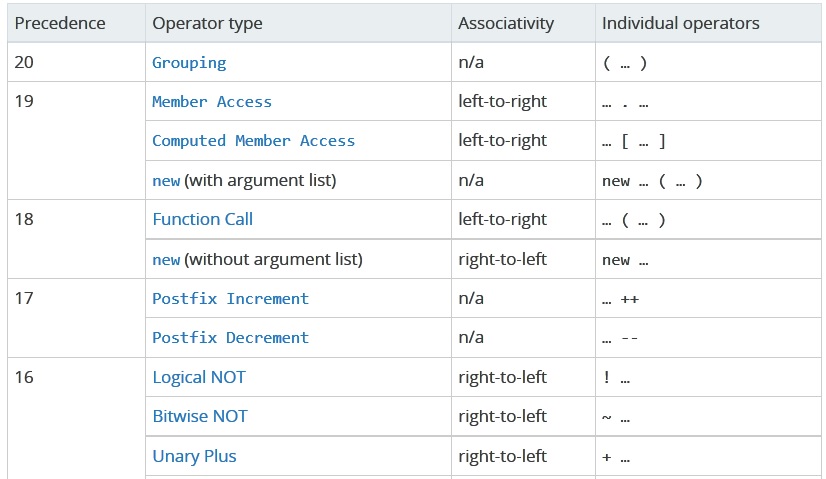 Precedence Operator type Associativity Individual operators
20 Grouping n/a ( … )
19 Member Access left-to-right … . …
Computed Member Access left-to-right … [ … ]
new (with argument list) n/a new … ( … )
18 Function Call left-to-right … ( … )
new (without argument list) right-to-left new …
17 Postfix Increment n/a … ++
Postfix Decrement n/a … --
16 Logical NOT right-to-left ! …
Bitwise NOT right-to-left ~ …
Unary Plus right-to-left + …